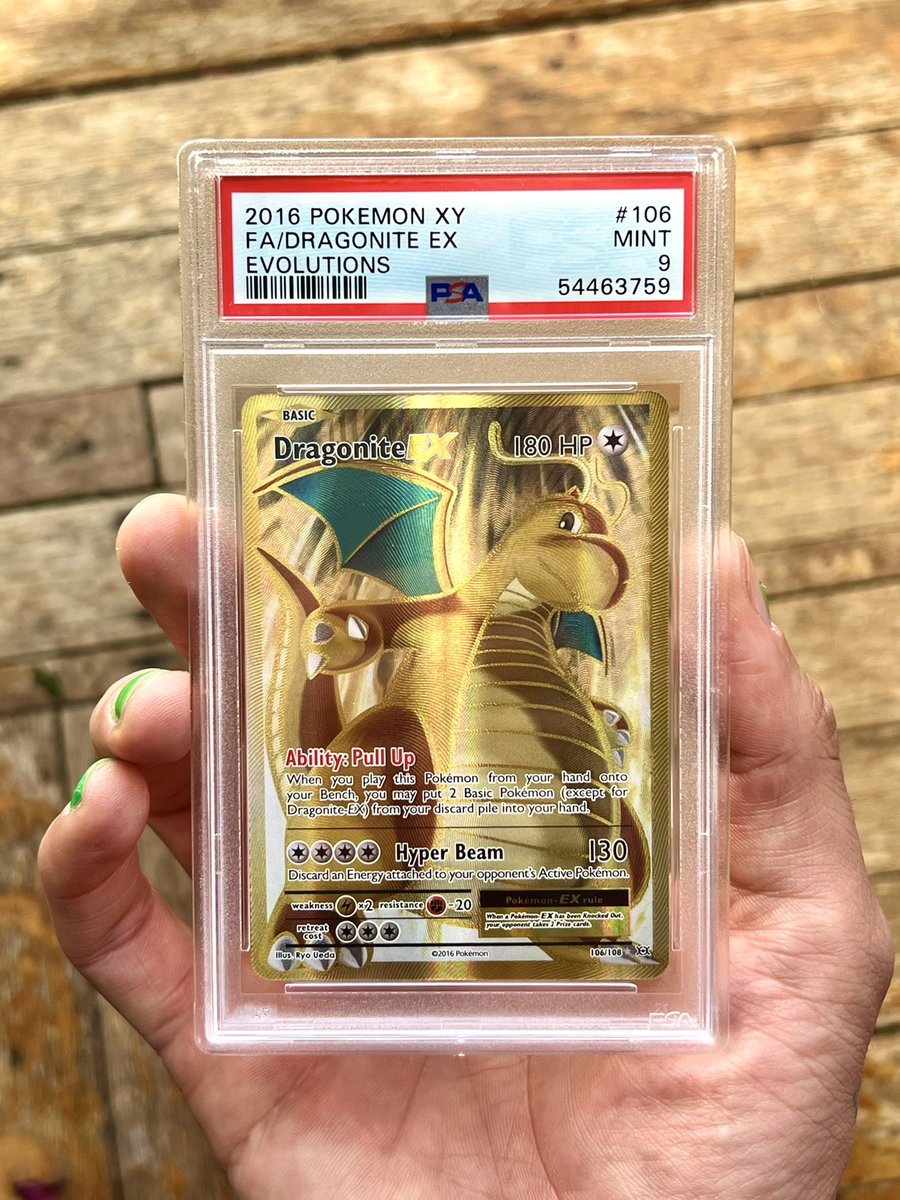 2016 POKEMON XY #106
FA/DRAGONITE EX MINT
EVOLUTIONS 9
PSA 54463759
BASIC
Dragonite EX 180 HP
Ability: Pull Up
When you play this Pokémon from your hand onto
your Bench, you may put 2 Basic Pokémon (except for
Dragonite-EX) from your discard pile into your hand.
Hyper Beam 130
Discard an Energy attached to your opponent's Active Pokémon.
weakness ×2 resistance -20
Pokémon-EX rule
When a Pokémon-EX has been Knocked Out,
your opponent takes 2 Prize cards.
retreat
cost
Illus. Ryo Ueda ©2016 Pokémon 106/108
PSA